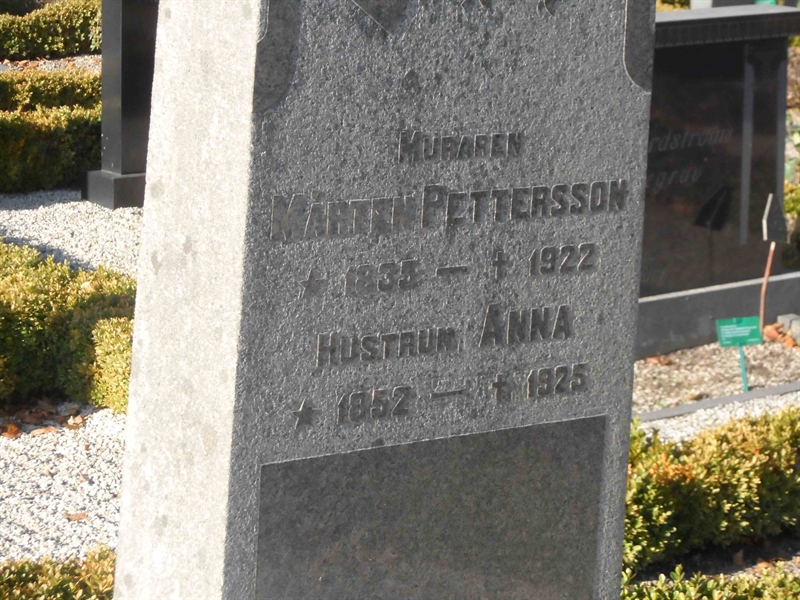 MURAREN
MÅRTEN PETTERSSON
★ 1835 — † 1922
HUSTRUN ANNA
★ 1852 — † 1925